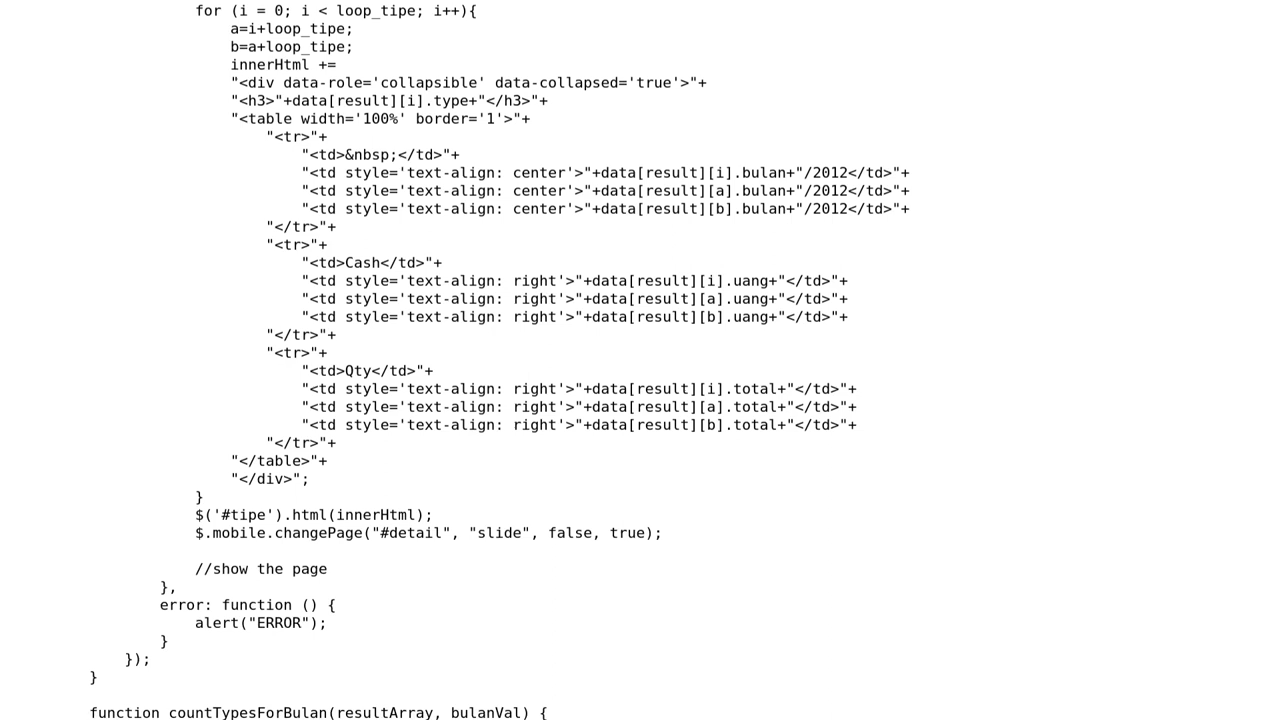 for (i = 0; i < loop_tipe; i++){
a=i+loop_tipe;
b=a+loop_tipe;
innerHtml +=
"<div data-role='collapsible' data-collapsed='true'>"+
"<h3>"+data[result][i].type+"</h3>"+
"<table width='100%' border='1'>"+
"<tr>"+
"<td>&nbsp;</td>"+
"<td style='text-align: center'>"+data[result][i].bulan+"/2012</td>"+
"<td style='text-align: center'>"+data[result][a].bulan+"/2012</td>"+
"<td style='text-align: center'>"+data[result][b].bulan+"/2012</td>"+
"</tr>"+
"<tr>"+
"<td>Cash</td>"+
"<td style='text-align: right'>"+data[result][i].uang+"</td>"+
"<td style='text-align: right'>"+data[result][a].uang+"</td>"+
"<td style='text-align: right'>"+data[result][b].uang+"</td>"+
"</tr>"+
"<tr>"+
"<td>Qty</td>"+
"<td style='text-align: right'>"+data[result][i].total+"</td>"+
"<td style='text-align: right'>"+data[result][a].total+"</td>"+
"<td style='text-align: right'>"+data[result][b].total+"</td>"+
"</tr>"+
"</table>"+
"</div>";
}
$('#tipe').html(innerHtml);
$.mobile.changePage("#detail", "slide", false, true);
//show the page
},
error: function () {
alert("ERROR");
}
});
}
function countTypesForBulan(resultArray, bulanVal) {